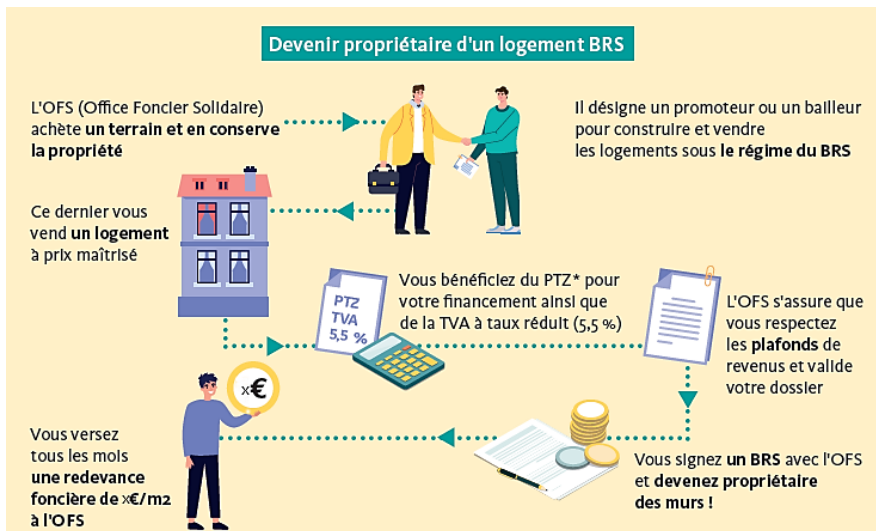 Devenir propriétaire d'un logement BRS
L'OFS (Office Foncier Solidaire)
achète un terrain et en conserve
la propriété
Il désigne un promoteur ou un bailleur
pour construire et vendre
les logements sous le régime du BRS
Ce dernier vous
vend un logement
à prix maîtrisé
PTZ
TVA
5,5 %
Vous bénéficiez du PTZ* pour
votre financement ainsi que
de la TVA à taux réduit (5,5 %)
L'OFS s'assure que
vous respectez
les plafonds de
revenus et valide
votre dossier
Vous signez un BRS avec l'OFS
et devenez propriétaire
des murs !
x€
Vous versez
tous les mois
une redevance
foncière de x€/m2
à l'OFS